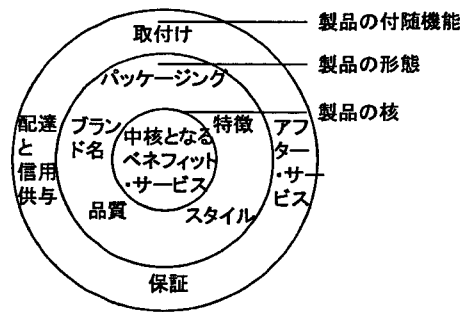 取付け
製品の付随機能
パッケージング
製品の形態
製品の核
配達
と
信用
供与
ブラン
ド名
中核となる
ベネフィット
・サービス
特徴
アフ
ター
・サー
ビス
品質
スタイル
保証